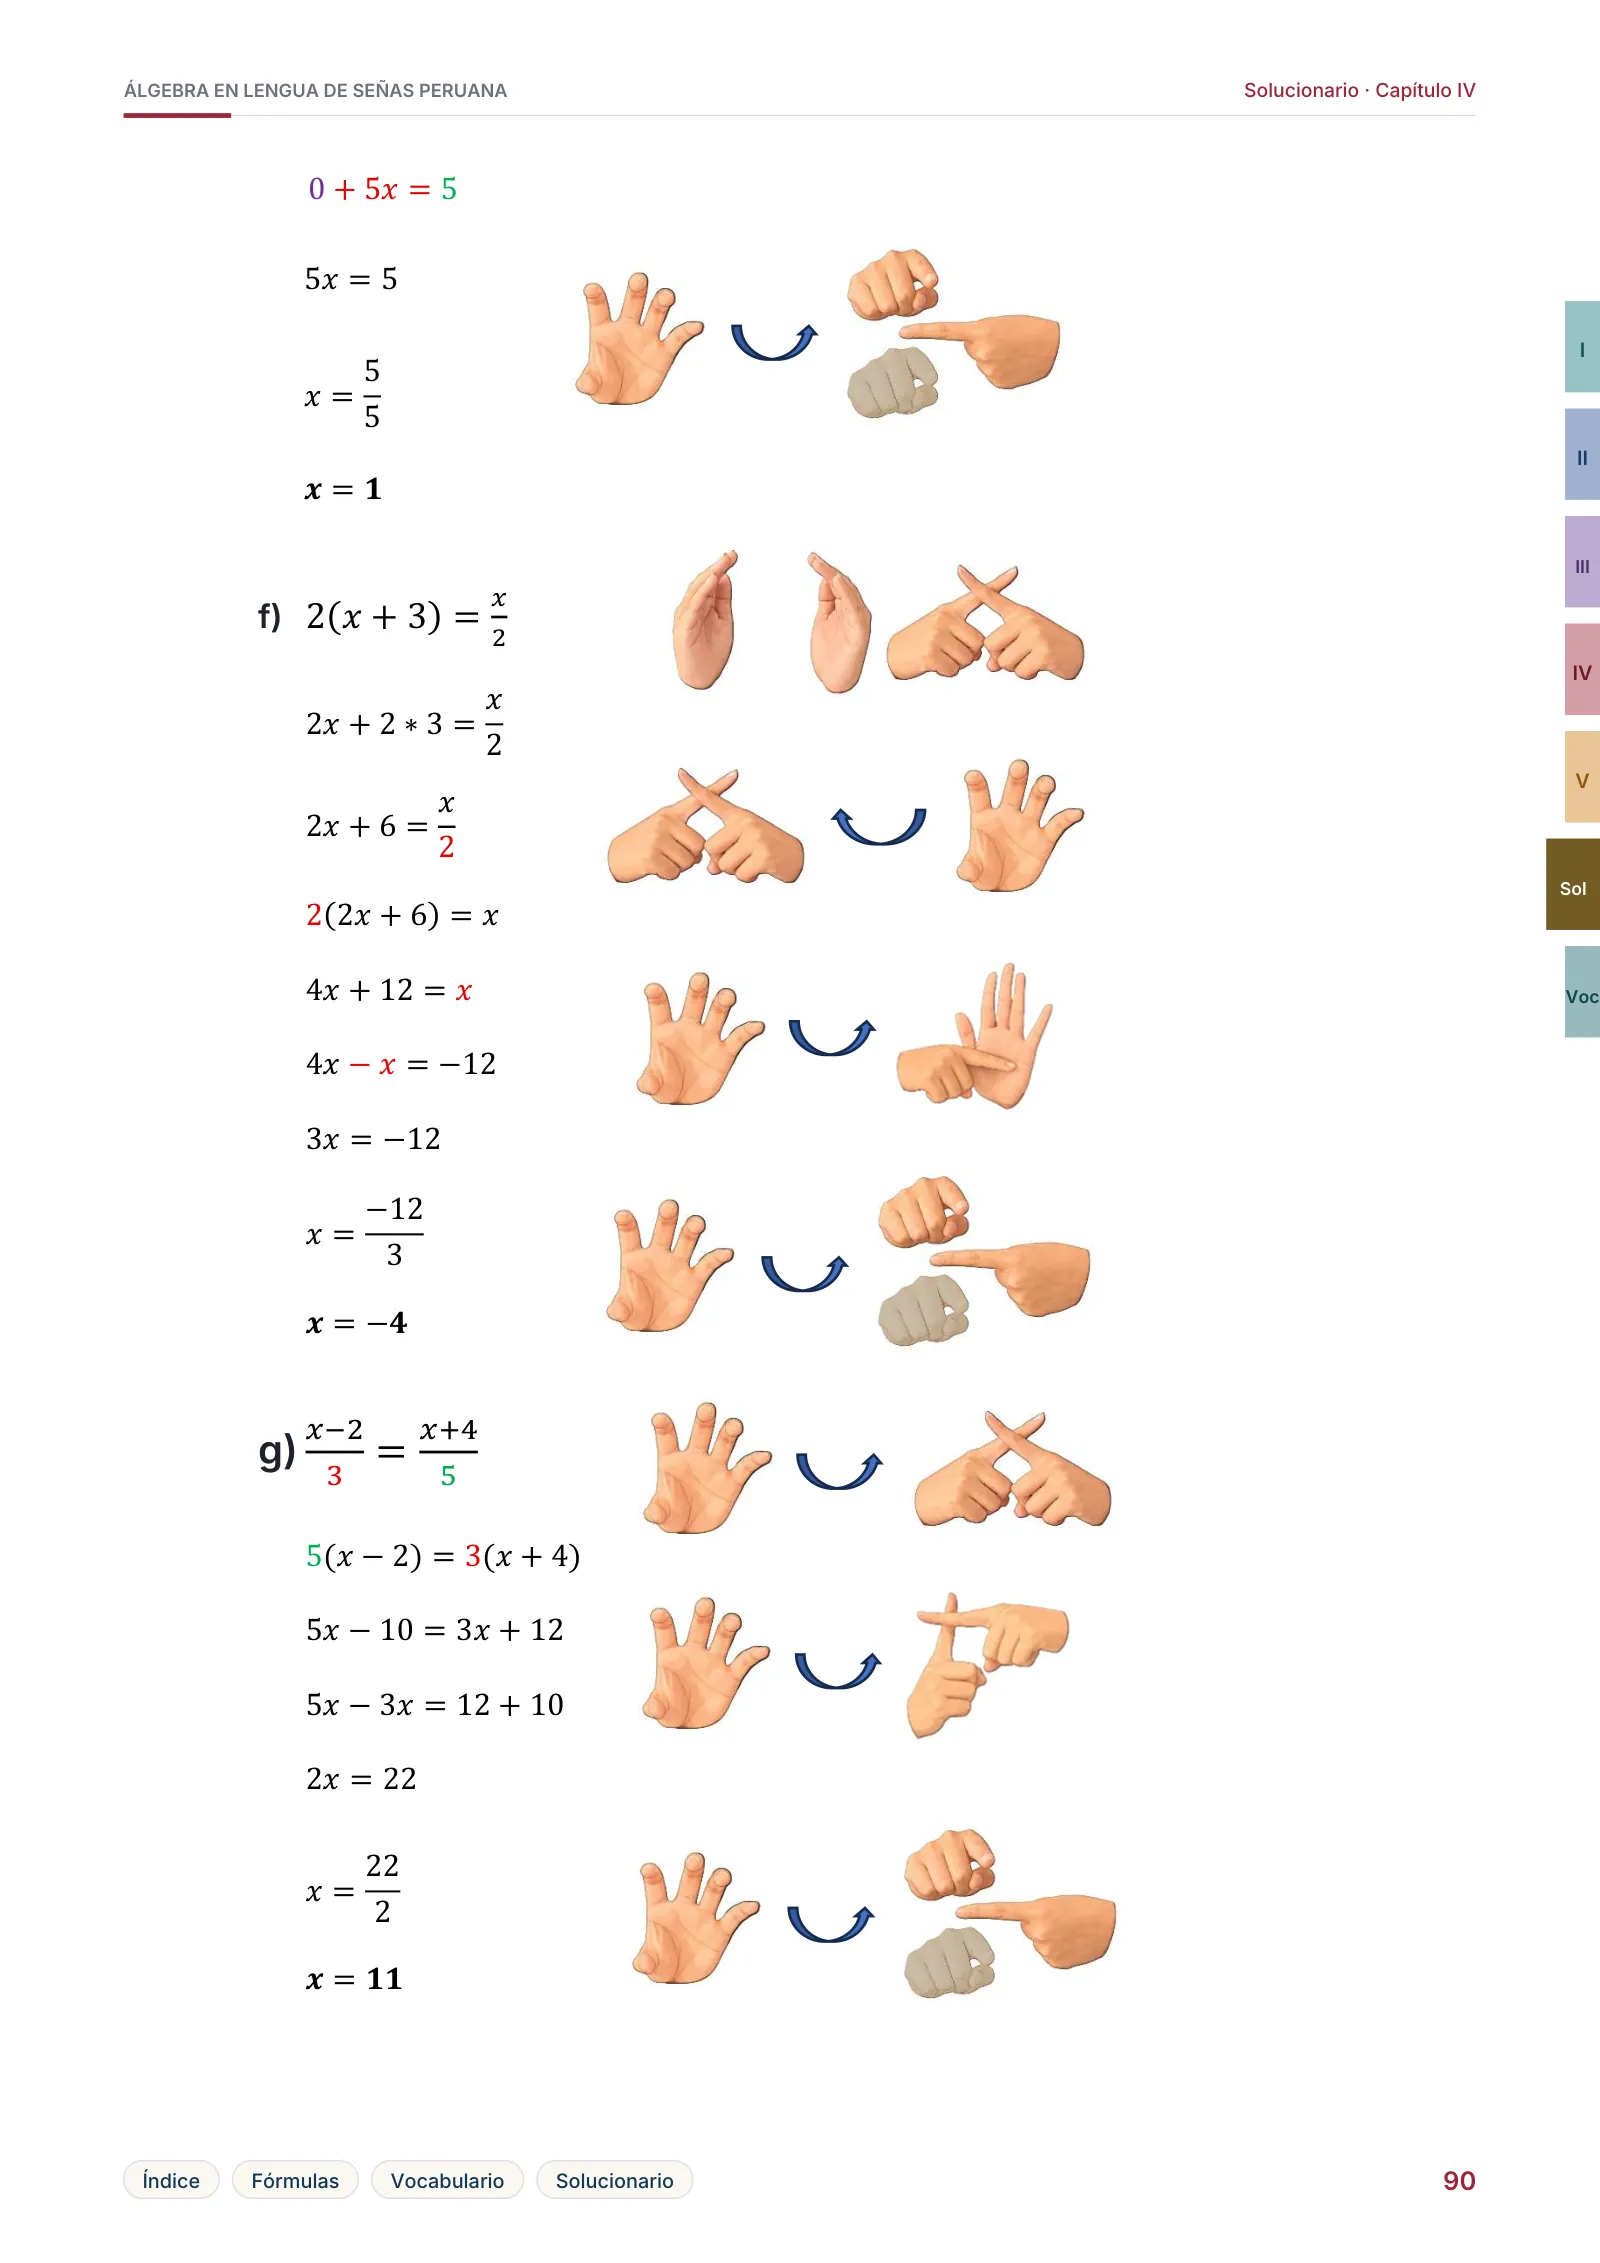 ÁLGEBRA EN LENGUA DE SEÑAS PERUANA
Solucionario · Capítulo IV
0 + 5x = 5
5x = 5
x = 5/5
x = 1
f) 2(x + 3) = x/2
2x + 2 * 3 = x/2
2x + 6 = x/2
2(2x + 6) = x
4x + 12 = x
4x − x = −12
3x = −12
x = −12/3
x = −4
g) x−2/3 = x+4/5
5(x − 2) = 3(x + 4)
5x − 10 = 3x + 12
5x − 3x = 12 + 10
2x = 22
x = 22/2
x = 11
I
II
III
IV
V
Sol
Voc
Índice
Fórmulas
Vocabulario
Solucionario
90